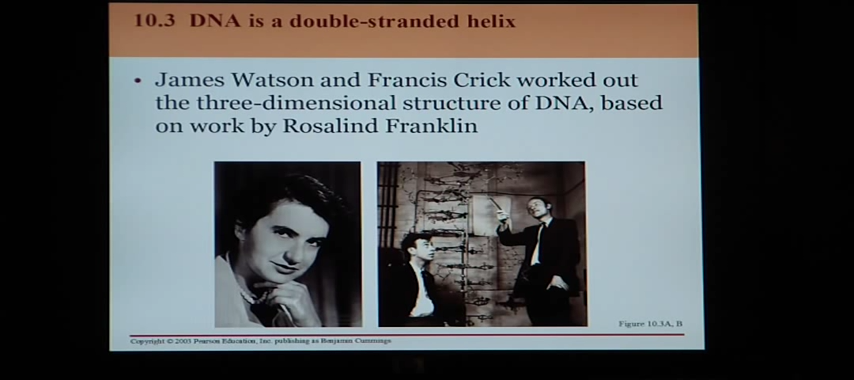 10.3 DNA is a double-stranded helix
• James Watson and Francis Crick worked out
the three-dimensional structure of DNA, based
on work by Rosalind Franklin
Figure 10.3A, B
Copyright © 2003 Pearson Education, Inc. publishing as Benjamin Cummings